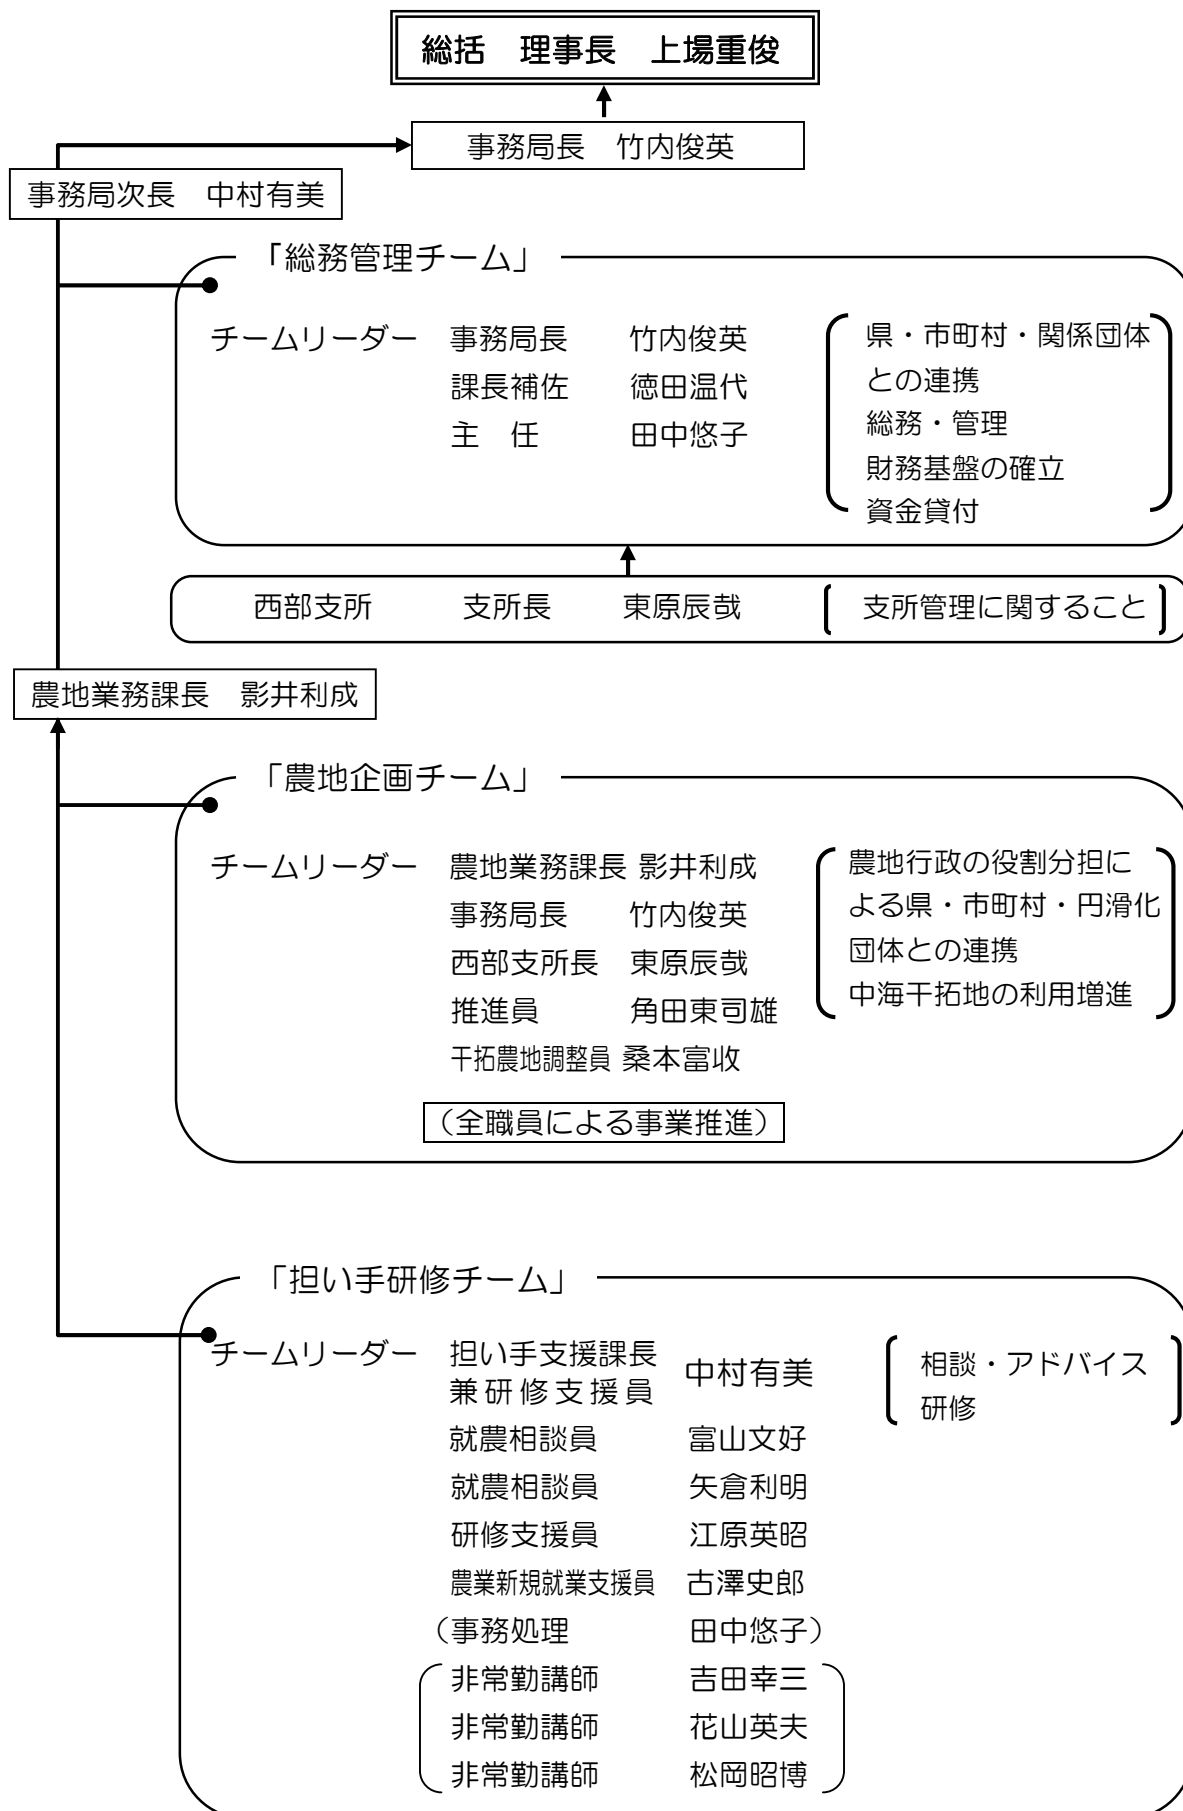 総括　理事長　上場重俊
事務局長　竹内俊英
事務局次長　中村有美
「総務管理チーム」
チームリーダー　事務局長　竹内俊英
課長補佐　徳田温代
主　任　田中悠子
県・市町村・関係団体
との連携
総務・管理
財務基盤の確立
資金貸付
西部支所　支所長　東原辰哉　支所管理に関すること
農地業務課長　影井利成
「農地企画チーム」
チームリーダー　農地業務課長 影井利成
事務局長　竹内俊英
西部支所長　東原辰哉
推進員　角田東司雄
干拓農地調整員 桑本富收
農地行政の役割分担に
よる県・市町村・円滑化
団体との連携
中海干拓地の利用増進
（全職員による事業推進）
「担い手研修チーム」
チームリーダー　担い手支援課長
兼研修支援員　中村有美
就農相談員　富山文好
就農相談員　矢倉利明
研修支援員　江原英昭
農業新規就業支援員　古澤史郎
（事務処理　田中悠子）
非常勤講師　吉田幸三
非常勤講師　花山英夫
非常勤講師　松岡昭博
相談・アドバイス
研修